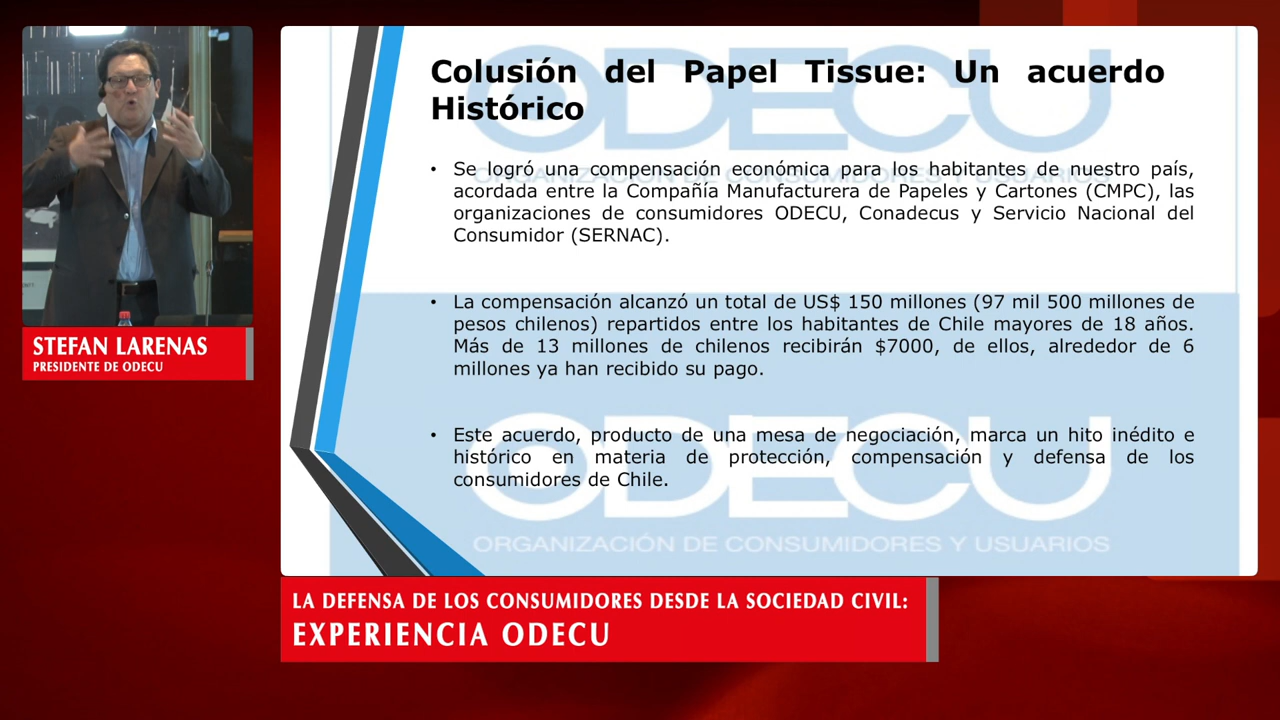 Colusión del Papel Tissue: Un acuerdo
Histórico
• Se logró una compensación económica para los habitantes de nuestro país,
acordada entre la Compañía Manufacturera de Papeles y Cartones (CMPC), las
organizaciones de consumidores ODECU, Conadecus y Servicio Nacional del
Consumidor (SERNAC).
• La compensación alcanzó un total de US$ 150 millones (97 mil 500 millones de
pesos chilenos) repartidos entre los habitantes de Chile mayores de 18 años.
Más de 13 millones de chilenos recibirán $7000, de ellos, alrededor de 6
millones ya han recibido su pago.
• Este acuerdo, producto de una mesa de negociación, marca un hito inédito e
histórico en materia de protección, compensación y defensa de los
consumidores de Chile.
ODECU
ORGANIZACIÓN DE CONSUMIDORES Y USUARIOS
ODECU
ORGANIZACIÓN DE CONSUMIDORES Y USUARIOS
STEFAN LARENAS
PRESIDENTE DE ODECU
LA DEFENSA DE LOS CONSUMIDORES DESDE LA SOCIEDAD CIVIL:
EXPERIENCIA ODECU